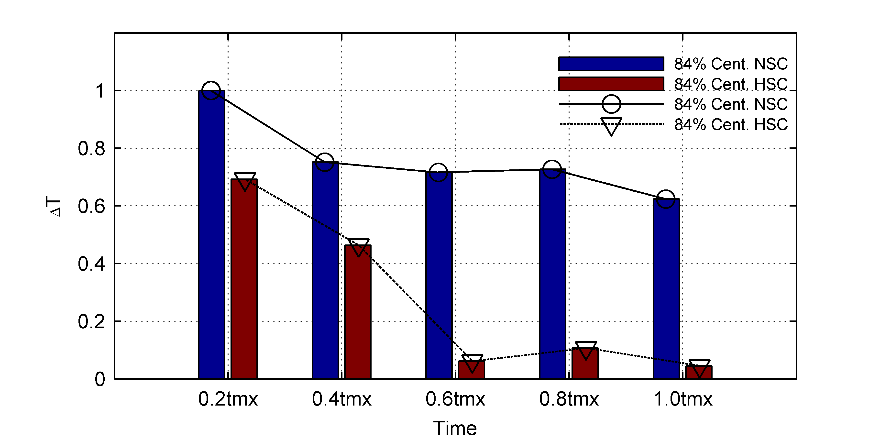 84% Cent. NSC
84% Cent. HSC
84% Cent. NSC
84% Cent. HSC
1
0.8
0.6
0.4
0.2
0
ΔT
0.2tmx 0.4tmx 0.6tmx 0.8tmx 1.0tmx
Time